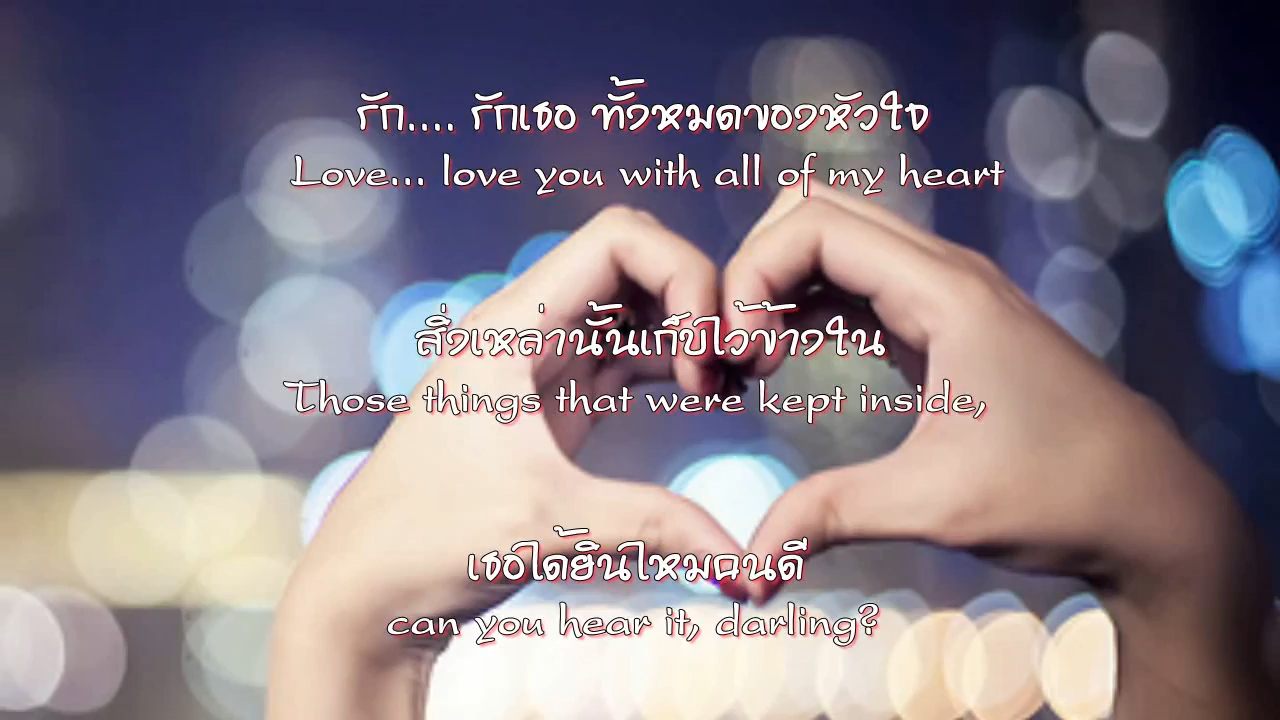 รัก.... รักเธอ ทั้งหมดของหัวใจ
Love... love you with all of my heart
สิ่งเหล่านั้นเก็บไว้ข้างใน
Those things that were kept inside,
เธอได้ยินไหมคนดี
can you hear it, darling?